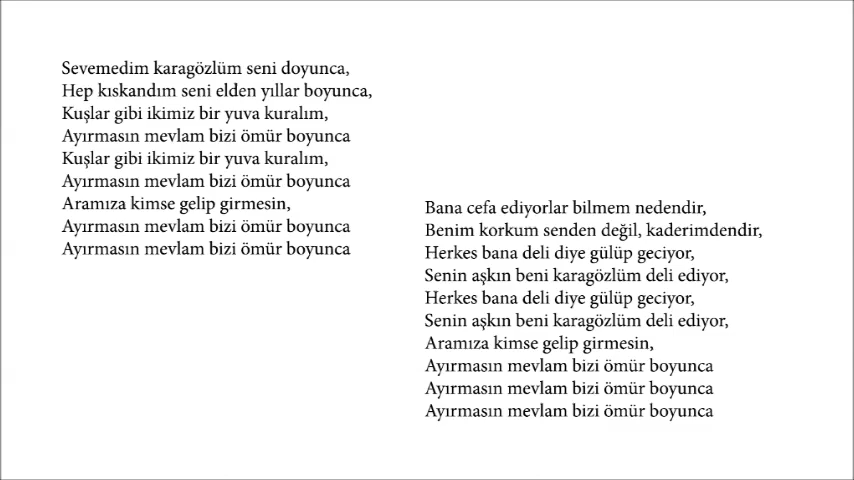 Sevemedim karagözlüm seni doyunca,
Hep kıskandım seni elden yıllar boyunca,
Kuşlar gibi ikimiz bir yuva kuralım,
Ayırmasın mevlam bizi ömür boyunca
Kuşlar gibi ikimiz bir yuva kuralım,
Ayırmasın mevlam bizi ömür boyunca
Aramıza kimse gelip girmesin,
Ayırmasın mevlam bizi ömür boyunca
Ayırmasın mevlam bizi ömür boyunca
Bana cefa ediyorlar bilmem nedendir,
Benim korkum senden değil, kaderimdendir,
Herkes bana deli diye gülüp geciyor,
Senin aşkın beni karagözlüm deli ediyor,
Herkes bana deli diye gülüp geciyor,
Senin aşkın beni karagözlüm deli ediyor,
Aramıza kimse gelip girmesin,
Ayırmasın mevlam bizi ömür boyunca
Ayırmasın mevlam bizi ömür boyunca
Ayırmasın mevlam bizi ömür boyunca